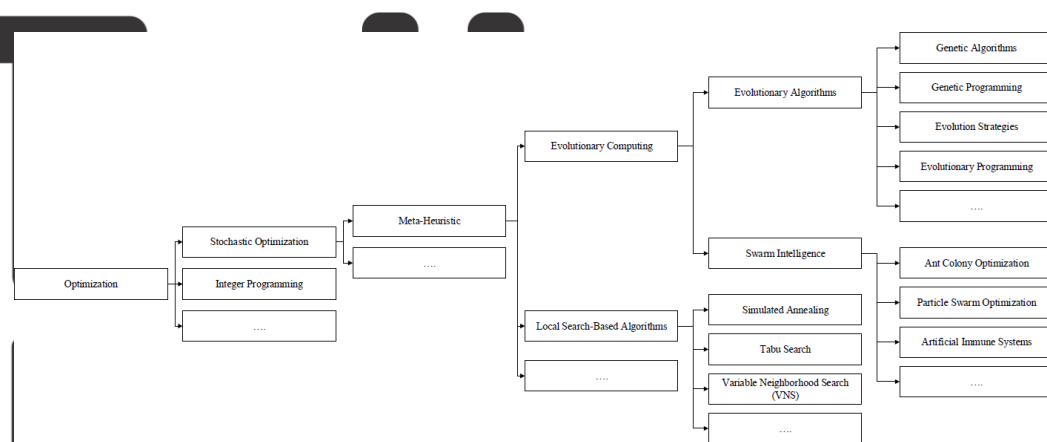 Genetic Algorithms
Genetic Programming
Evolutionary Algorithms
Evolution Strategies
Evolutionary Computing
Evolutionary Programming
....
Meta-Heuristic
Stochastic Optimization
Swarm Intelligence
....
Ant Colony Optimization
Optimization
Integer Programming
Particle Swarm Optimization
Simulated Annealing
....
Local Search-Based Algorithms
Artificial Immune Systems
Tabu Search
....
Variable Neighborhood Search
(VNS)
....
....